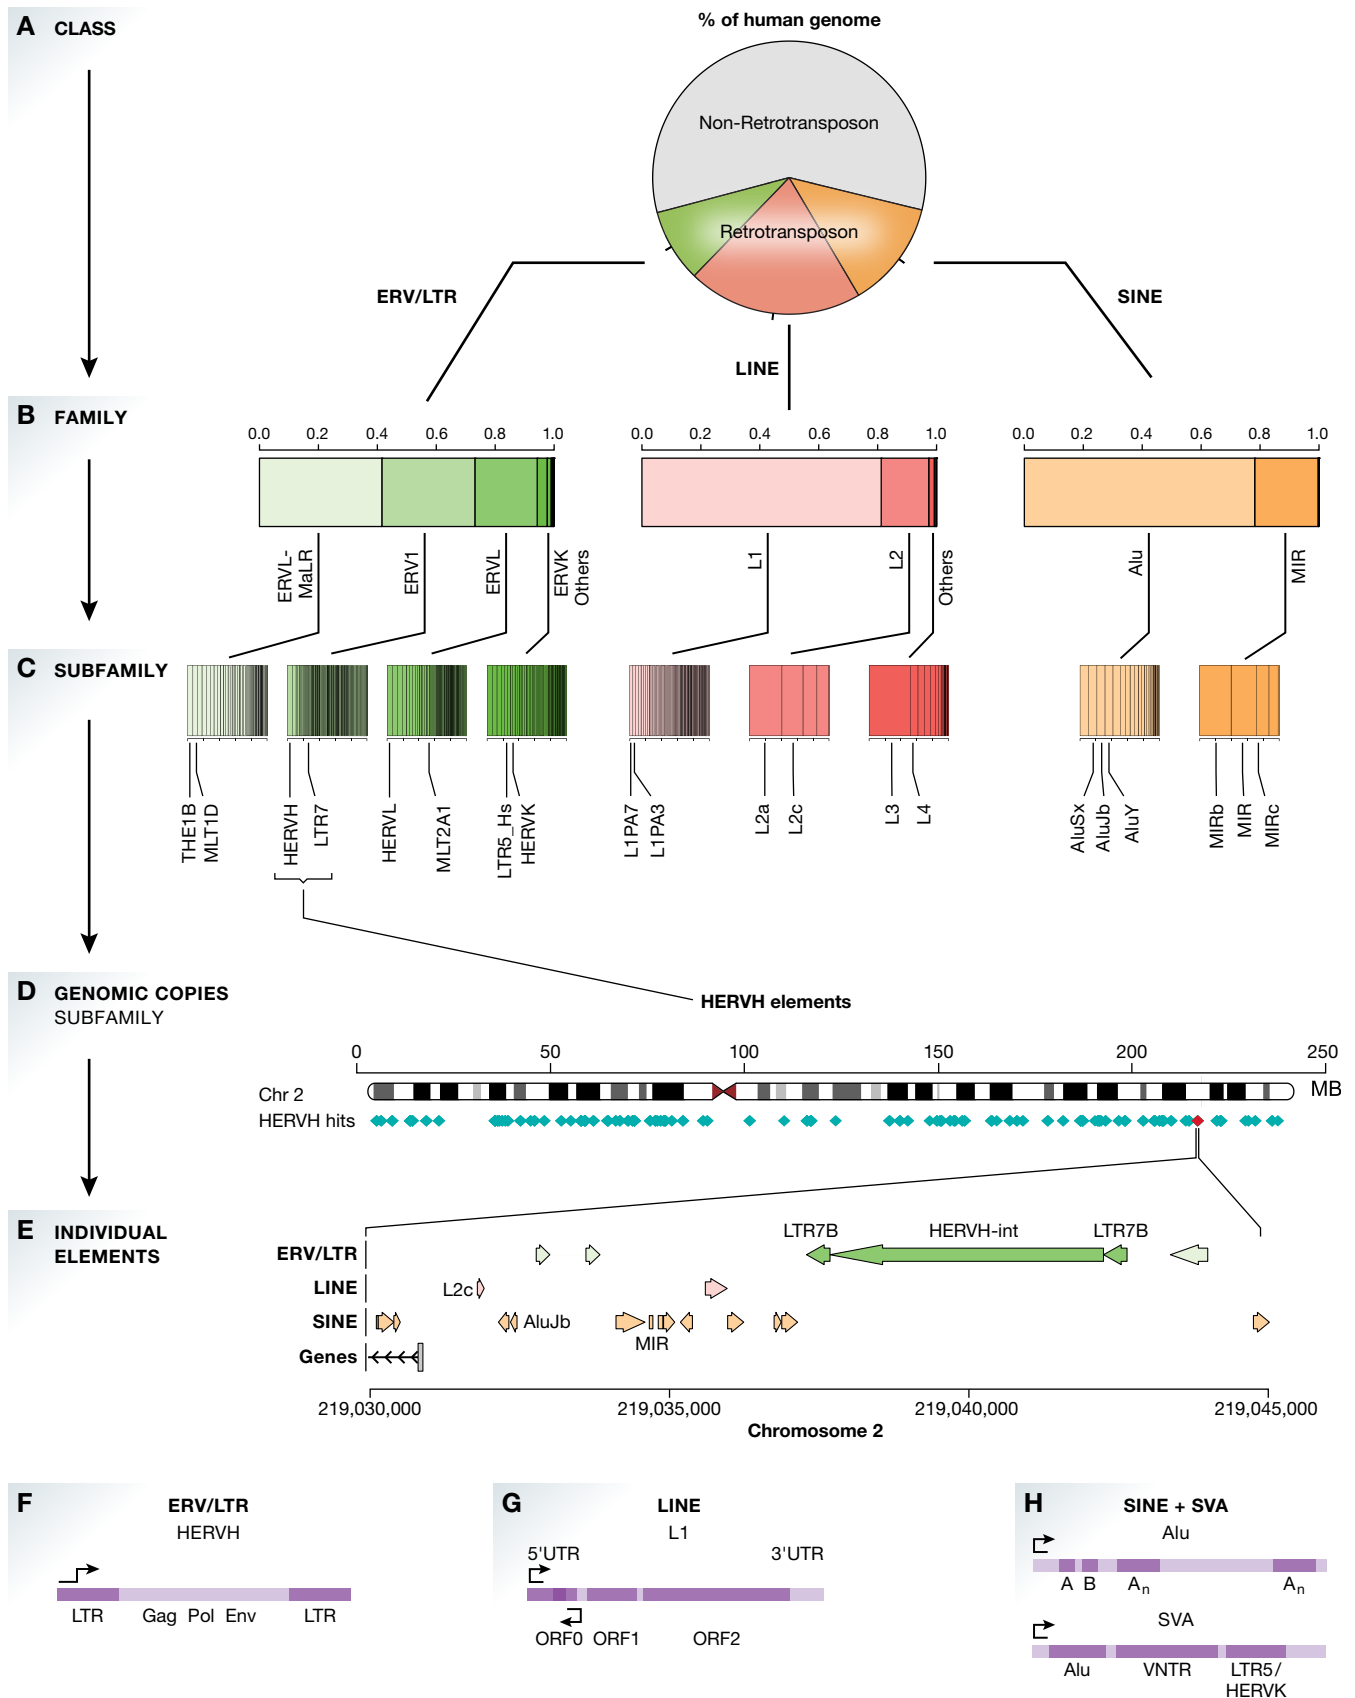 A CLASS
% of human genome
Non-Retrotransposon
Retrotransposon
ERV/LTR
LINE
SINE
B FAMILY
0.0 0.2 0.4 0.6 0.8 1.0
0.0 0.2 0.4 0.6 0.8 1.0
0.0 0.2 0.4 0.6 0.8 1.0
ERVL-
MaLR
ERV1
ERVL
ERVK
Others
L1
L2
Others
Alu
MIR
C SUBFAMILY
THE1B
MLT1D
HERVH
LTR7
HERVL
MLT2A1
LTR5_Hs
HERVK
L1PA7
L1PA3
L2a
L2c
L3
L4
AluSx
AluJb
AluY
MIRb
MIR
MIRc
D GENOMIC COPIES
SUBFAMILY
HERVH elements
0 50 100 150 200 250
MB
Chr 2
HERVH hits
E INDIVIDUAL
ELEMENTS
LTR7B HERVH-int LTR7B
ERV/LTR
LINE
L2c
SINE
AluJb
MIR
Genes
219,030,000 219,035,000 219,040,000 219,045,000
Chromosome 2
F ERV/LTR
HERVH
LTR Gag Pol Env LTR
G LINE
L1
5'UTR 3'UTR
ORF0 ORF1 ORF2
H SINE + SVA
Alu
A B An An
SVA
Alu VNTR LTR5/
HERVK